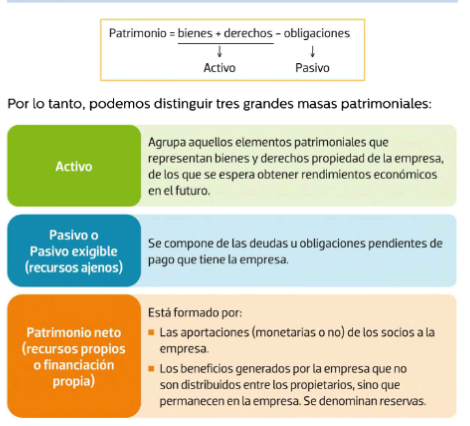 Patrimonio = bienes + derechos – obligaciones
Activo
Pasivo
Por lo tanto, podemos distinguir tres grandes masas patrimoniales:
Activo
Agrupa aquellos elementos patrimoniales que
representan bienes y derechos propiedad de la empresa,
de los que se espera obtener rendimientos económicos
en el futuro.
Pasivo o
Pasivo exigible
(recursos ajenos)
Se compone de las deudas u obligaciones pendientes de
pago que tiene la empresa.
Patrimonio neto
(recursos propios
o financiación
propia)
Está formado por:
Las aportaciones (monetarias o no) de los socios a la
empresa.
Los beneficios generados por la empresa que no
son distribuidos entre los propietarios, sino que
permanecen en la empresa. Se denominan reservas.